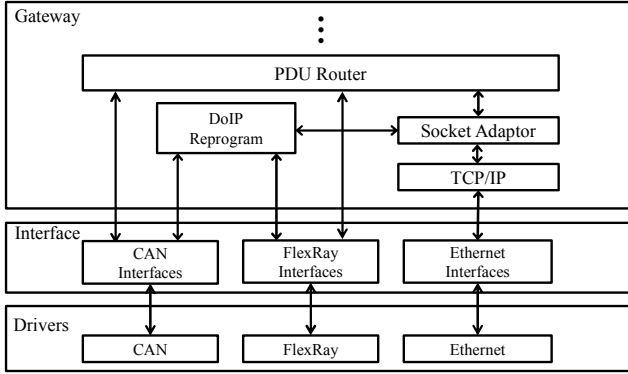 Gateway
PDU Router
DoIP
Reprogram
Socket Adaptor
TCP/IP
Interface
CAN
Interfaces
FlexRay
Interfaces
Ethernet
Interfaces
Drivers
CAN
FlexRay
Ethernet